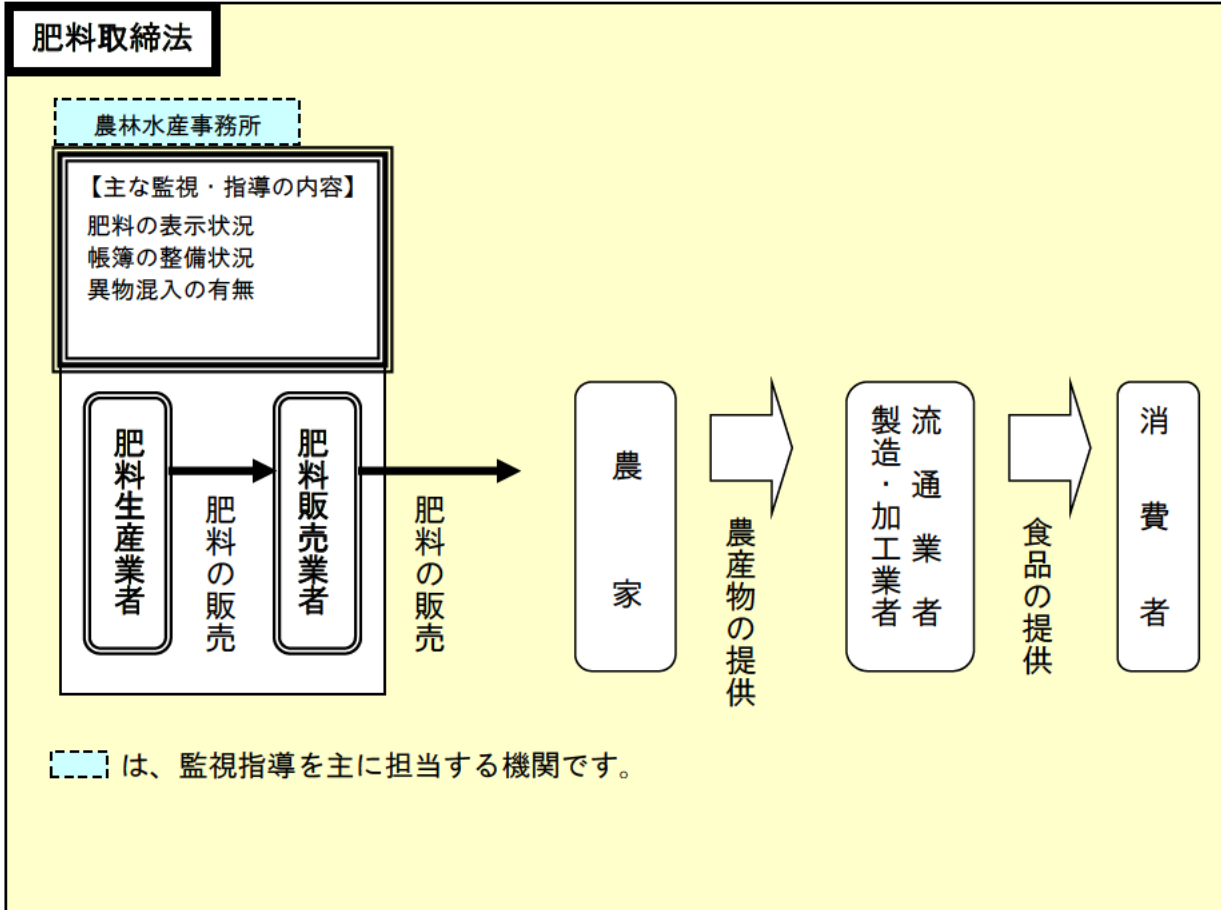 肥料取締法
農林水産事務所
【主な監視・指導の内容】
肥料の表示状況
帳簿の整備状況
異物混入の有無
肥料生産業者
肥料の販売
肥料販売業者
肥料の販売
農家
農産物の提供
流通業者
製造・加工業者
食品の提供
消費者
は、監視指導を主に担当する機関です。